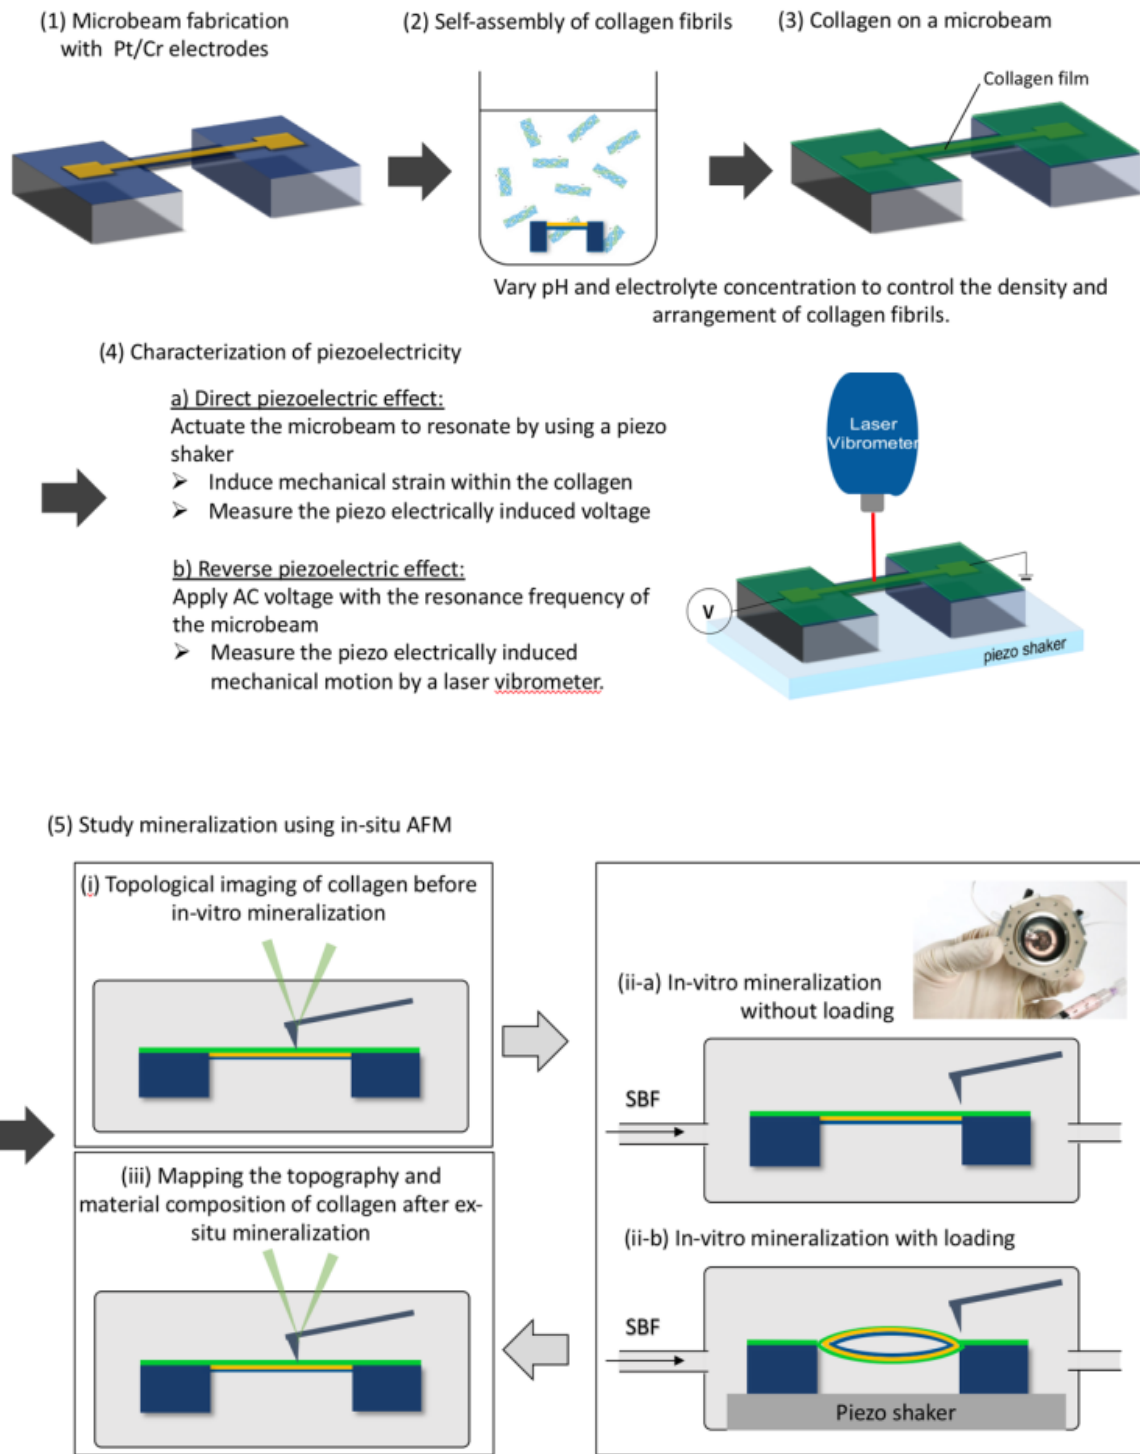 (1) Microbeam fabrication
with Pt/Cr electrodes
(2) Self-assembly of collagen fibrils
(3) Collagen on a microbeam
Collagen film
Vary pH and electrolyte concentration to control the density and
arrangement of collagen fibrils.
(4) Characterization of piezoelectricity
a) Direct piezoelectric effect:
Actuate the microbeam to resonate by using a piezo
shaker
➢ Induce mechanical strain within the collagen
➢ Measure the piezo electrically induced voltage
b) Reverse piezoelectric effect:
Apply AC voltage with the resonance frequency of
the microbeam
➢ Measure the piezo electrically induced
mechanical motion by a laser vibrometer.
Laser
Vibrometer
V
piezo shaker
(5) Study mineralization using in-situ AFM
(i) Topological imaging of collagen before
in-vitro mineralization
(ii-a) In-vitro mineralization
without loading
SBF
(ii-b) In-vitro mineralization with loading
SBF
Piezo shaker
(iii) Mapping the topography and
material composition of collagen after ex-
situ mineralization